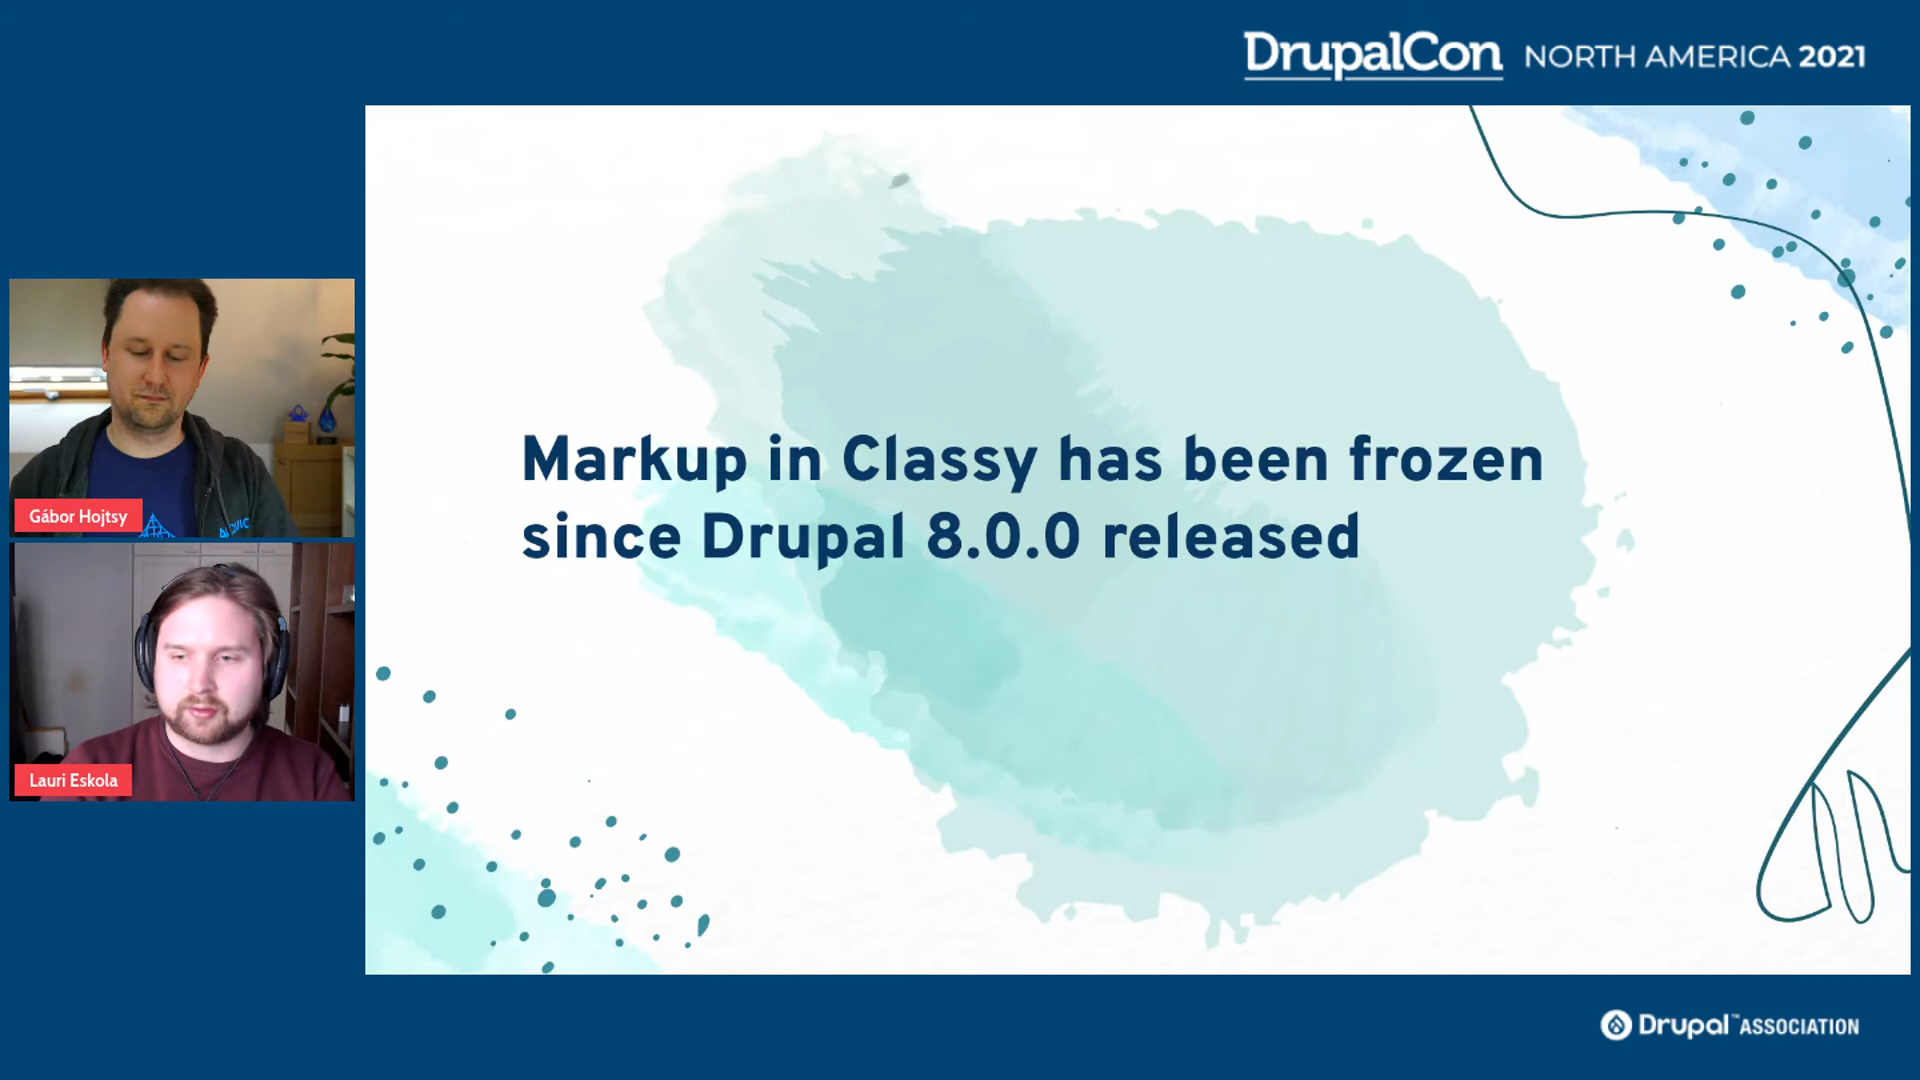 DrupalCon NORTH AMERICA 2021
Gábor Hojtsy
Lauri Eskola
Markup in Classy has been frozen
since Drupal 8.0.0 released
Drupal™ ASSOCIATION